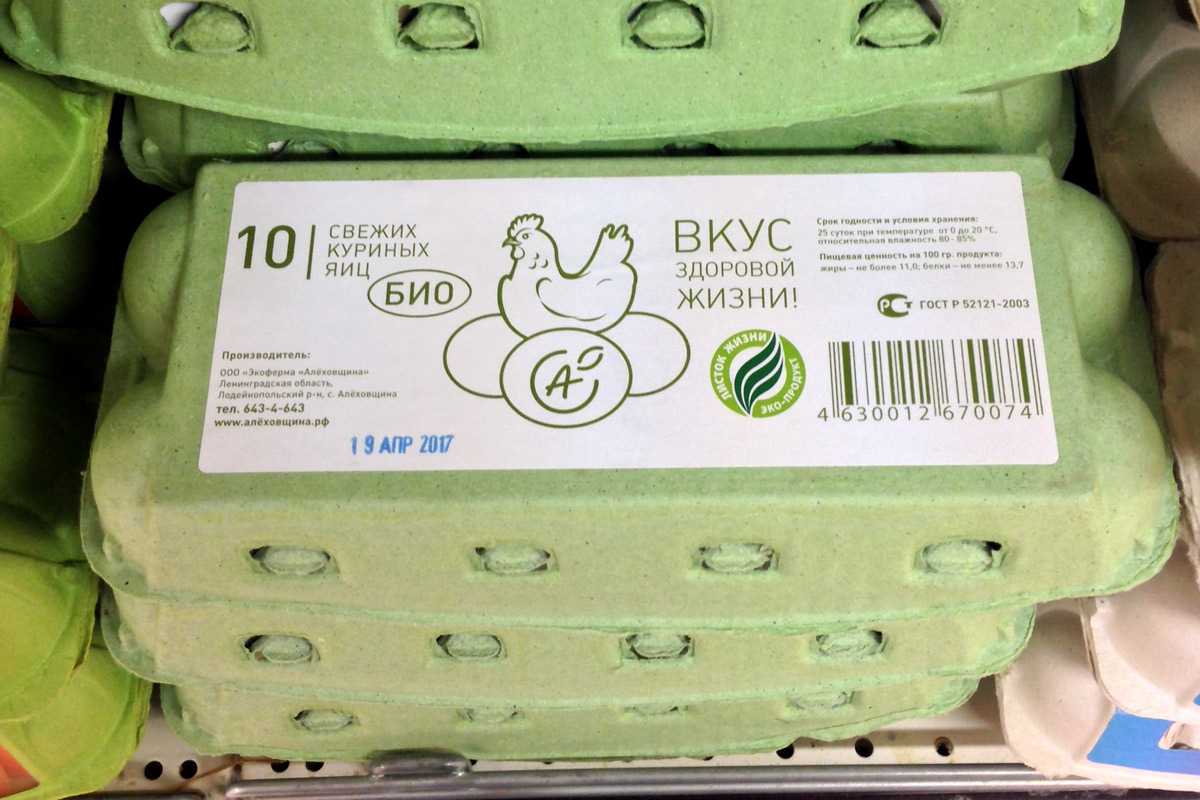 10
СВЕЖИХ
КУРИНЫХ
ЯИЦ
БИО
Производитель:
ООО «Экоферма «Алёховщина»
Ленинградская область,
Лодейнопольский р-н, с. Алёховщина
тел. 643-4-643
www.алёховщина.рф
19 АПР 2017
А
ВКУС
ЗДОРОВОЙ
ЖИЗНИ!
ЛИСТОК ЖИЗНИ
ЭКО-ПРОДУКТ
Срок годности и условия хранения:
25 суток при температуре от 0 до 20 °С,
относительная влажность 80 - 85%
Пищевая ценность на 100 гр. продукта:
жиры – не более 11,0; белки – не менее 13,7
РСТ ГОСТ Р 52121-2003
4 630012 670074